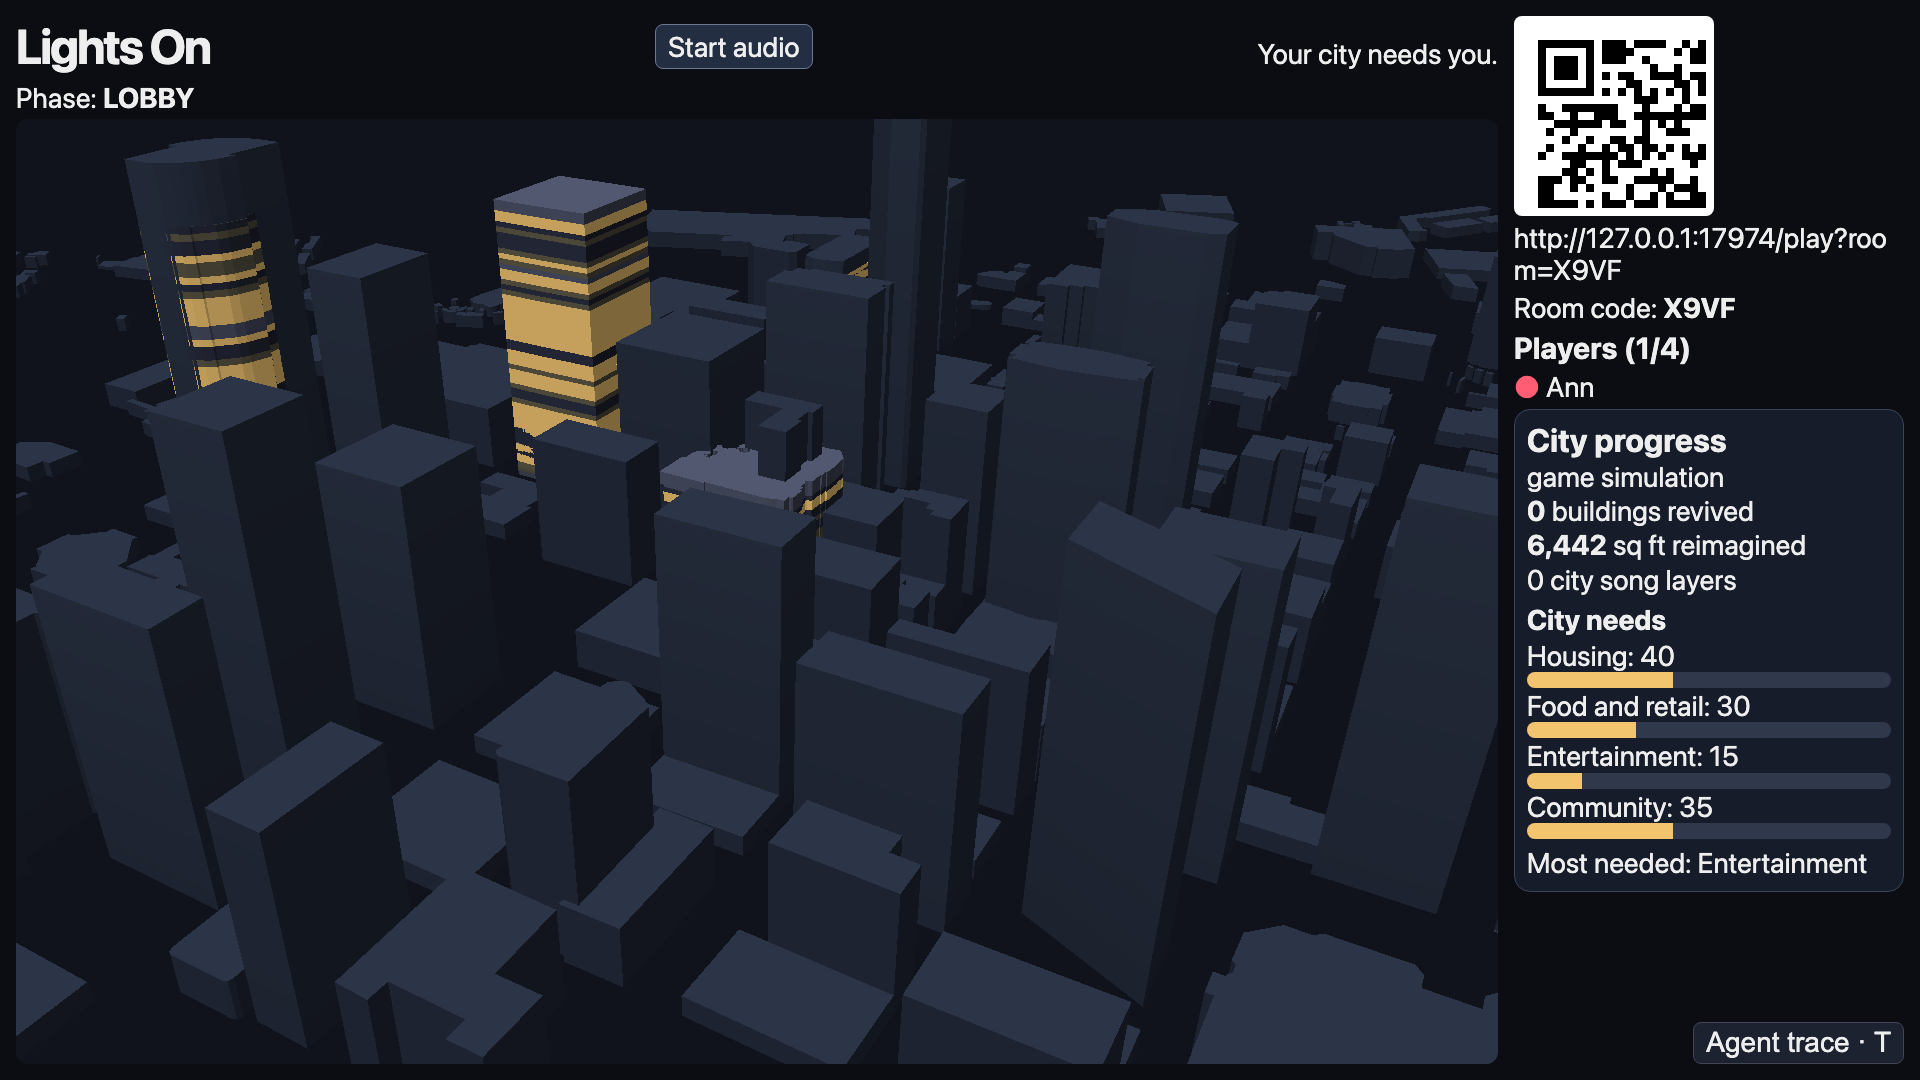 Lights On
Start audio
Your city needs you.
Phase: LOBBY
http://127.0.0.1:17974/play?roo
m=X9VF
Room code: X9VF
Players (1/4)
Ann
City progress
game simulation
0 buildings revived
6,442 sq ft reimagined
0 city song layers
City needs
Housing: 40
Food and retail: 30
Entertainment: 15
Community: 35
Most needed: Entertainment
Agent trace · T